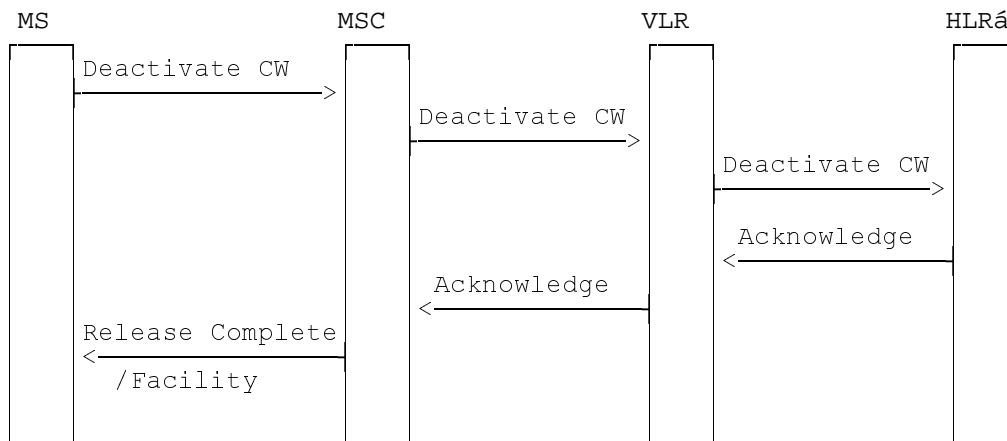 MS MSC VLR HLRá
Deactivate CW
>
Deactivate CW
>
Deactivate CW
>
Acknowledge
<
Acknowledge
<
Release Complete
<
/Facility